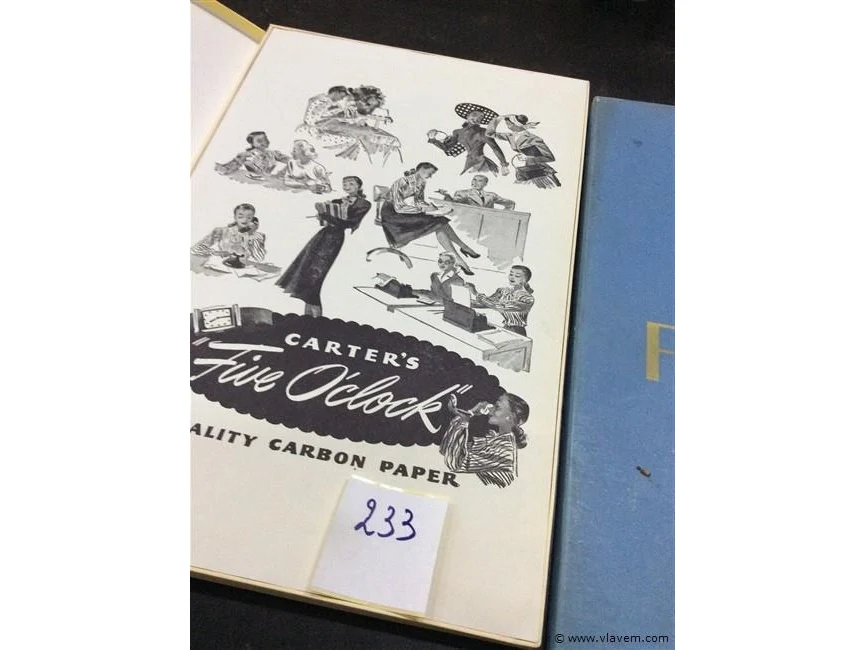 CARTER'S
"Five O'clock"
ALITY CARBON PAPER
233
F
© www.vlavem.com